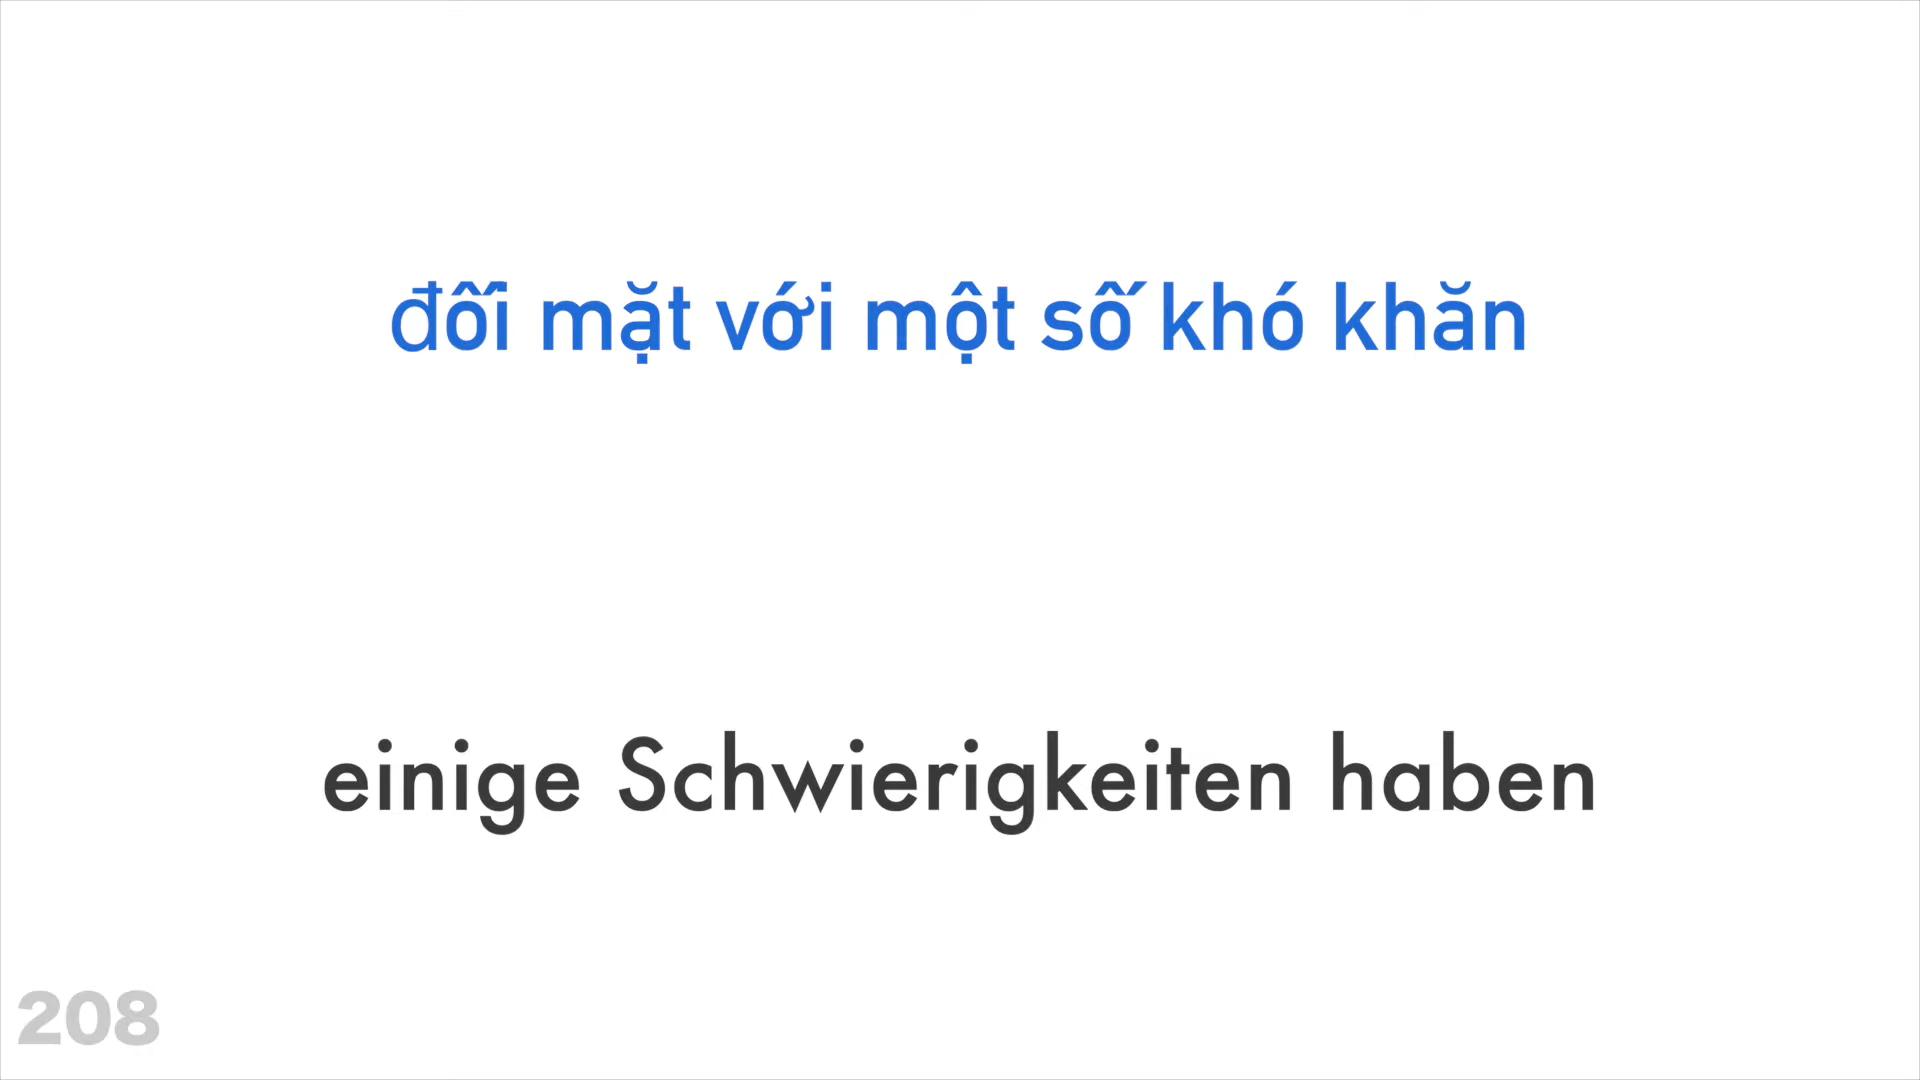 đối mặt với một số khó khăn
einige Schwierigkeiten haben
208